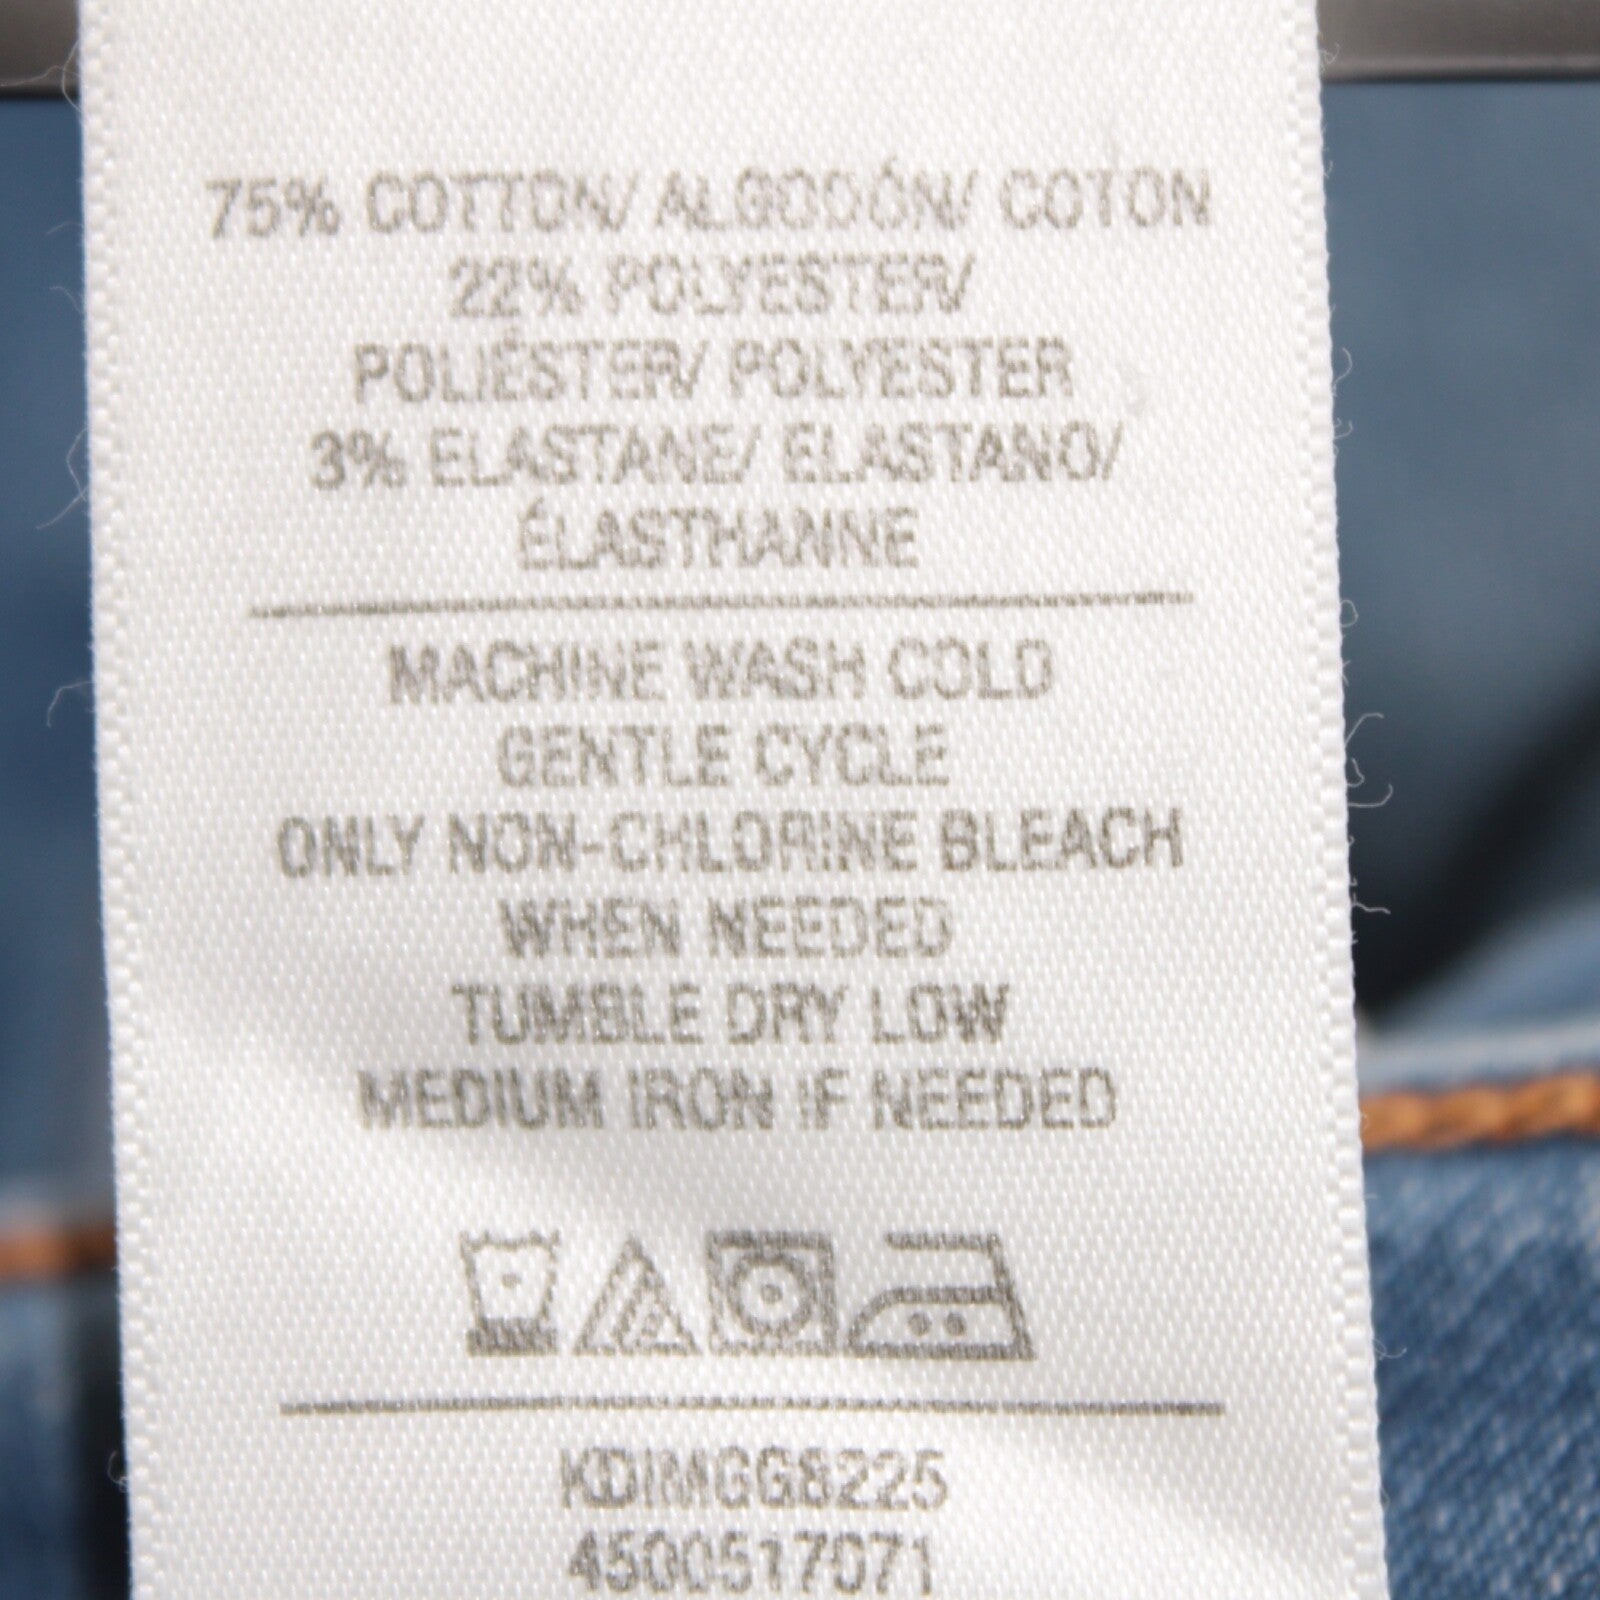 75% COTTON/ ALGODÓN/ COTON
22% POLYESTER/
POLIÉSTER/ POLYESTER
3% ELASTANE/ ELASTANO/
ÉLASTHANNE
MACHINE WASH COLD
GENTLE CYCLE
ONLY NON-CHLORINE BLEACH
WHEN NEEDED
TUMBLE DRY LOW
MEDIUM IRON IF NEEDED
KDIMGG8225
4500517071